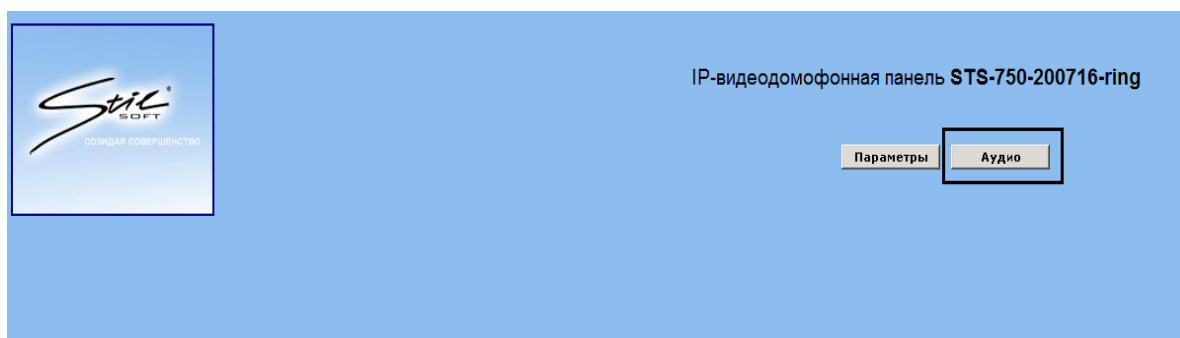 Stil
SOFT
СОЗИДАЯ СОВЕРШЕНСТВО
IP-видеодомофонная панель STS-750-200716-ring
Параметры Аудио